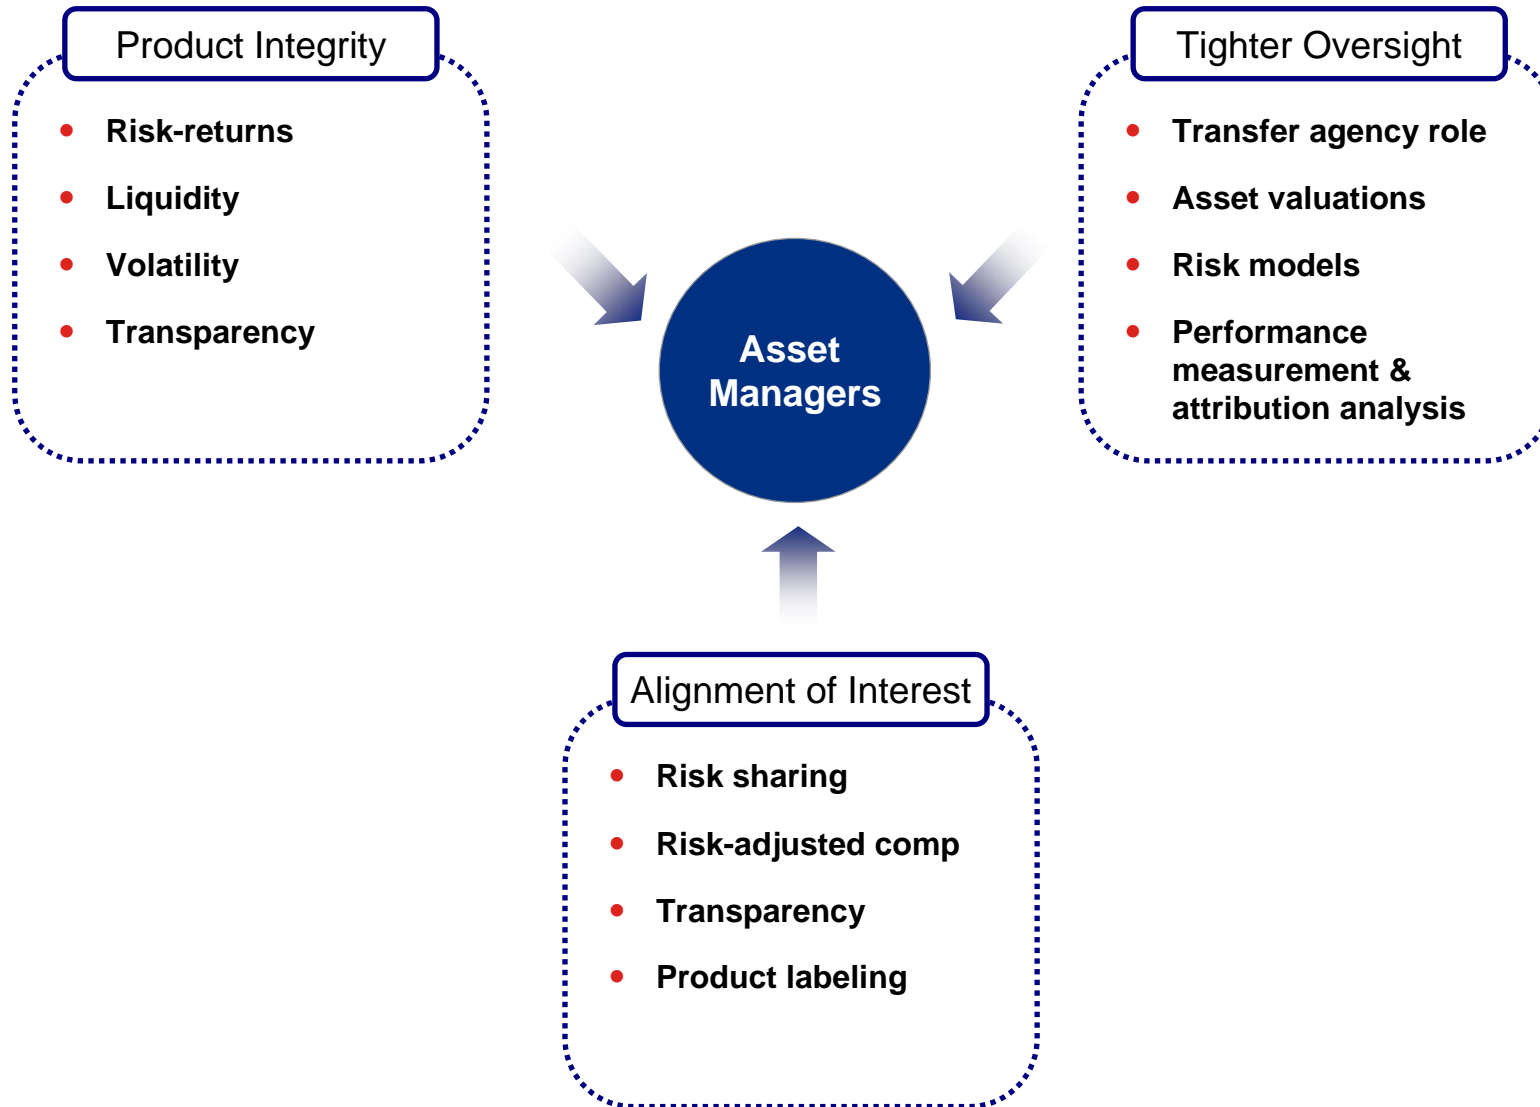 Product Integrity
Risk-returns
Liquidity
Volatility
Transparency
Tighter Oversight
Transfer agency role
Asset valuations
Risk models
Performance
measurement &
attribution analysis
Asset
Managers
Alignment of Interest
Risk sharing
Risk-adjusted comp
Transparency
Product labeling